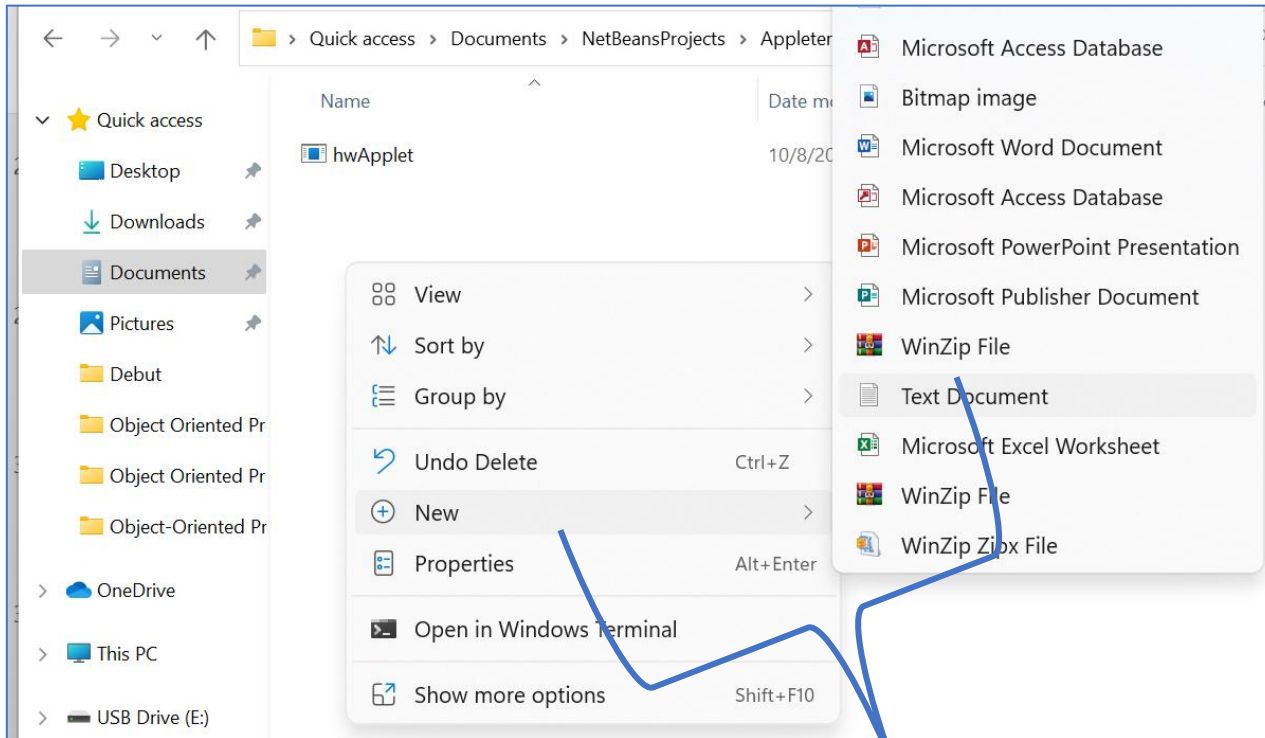 Quick access > Documents > NetBeansProjects > Appleter
Name
Date mo
hwApplet
10/8/20
Quick access
Desktop
Downloads
Documents
Pictures
Debut
Object Oriented Pr
Object Oriented Pr
Object-Oriented Pr
OneDrive
This PC
USB Drive (E:)
View
Sort by
Group by
Undo Delete Ctrl+Z
New
Properties Alt+Enter
Open in Windows Terminal
Show more options Shift+F10
Microsoft Access Database
Bitmap image
Microsoft Word Document
Microsoft Access Database
Microsoft PowerPoint Presentation
Microsoft Publisher Document
WinZip File
Text Document
Microsoft Excel Worksheet
WinZip File
WinZip Zipx File